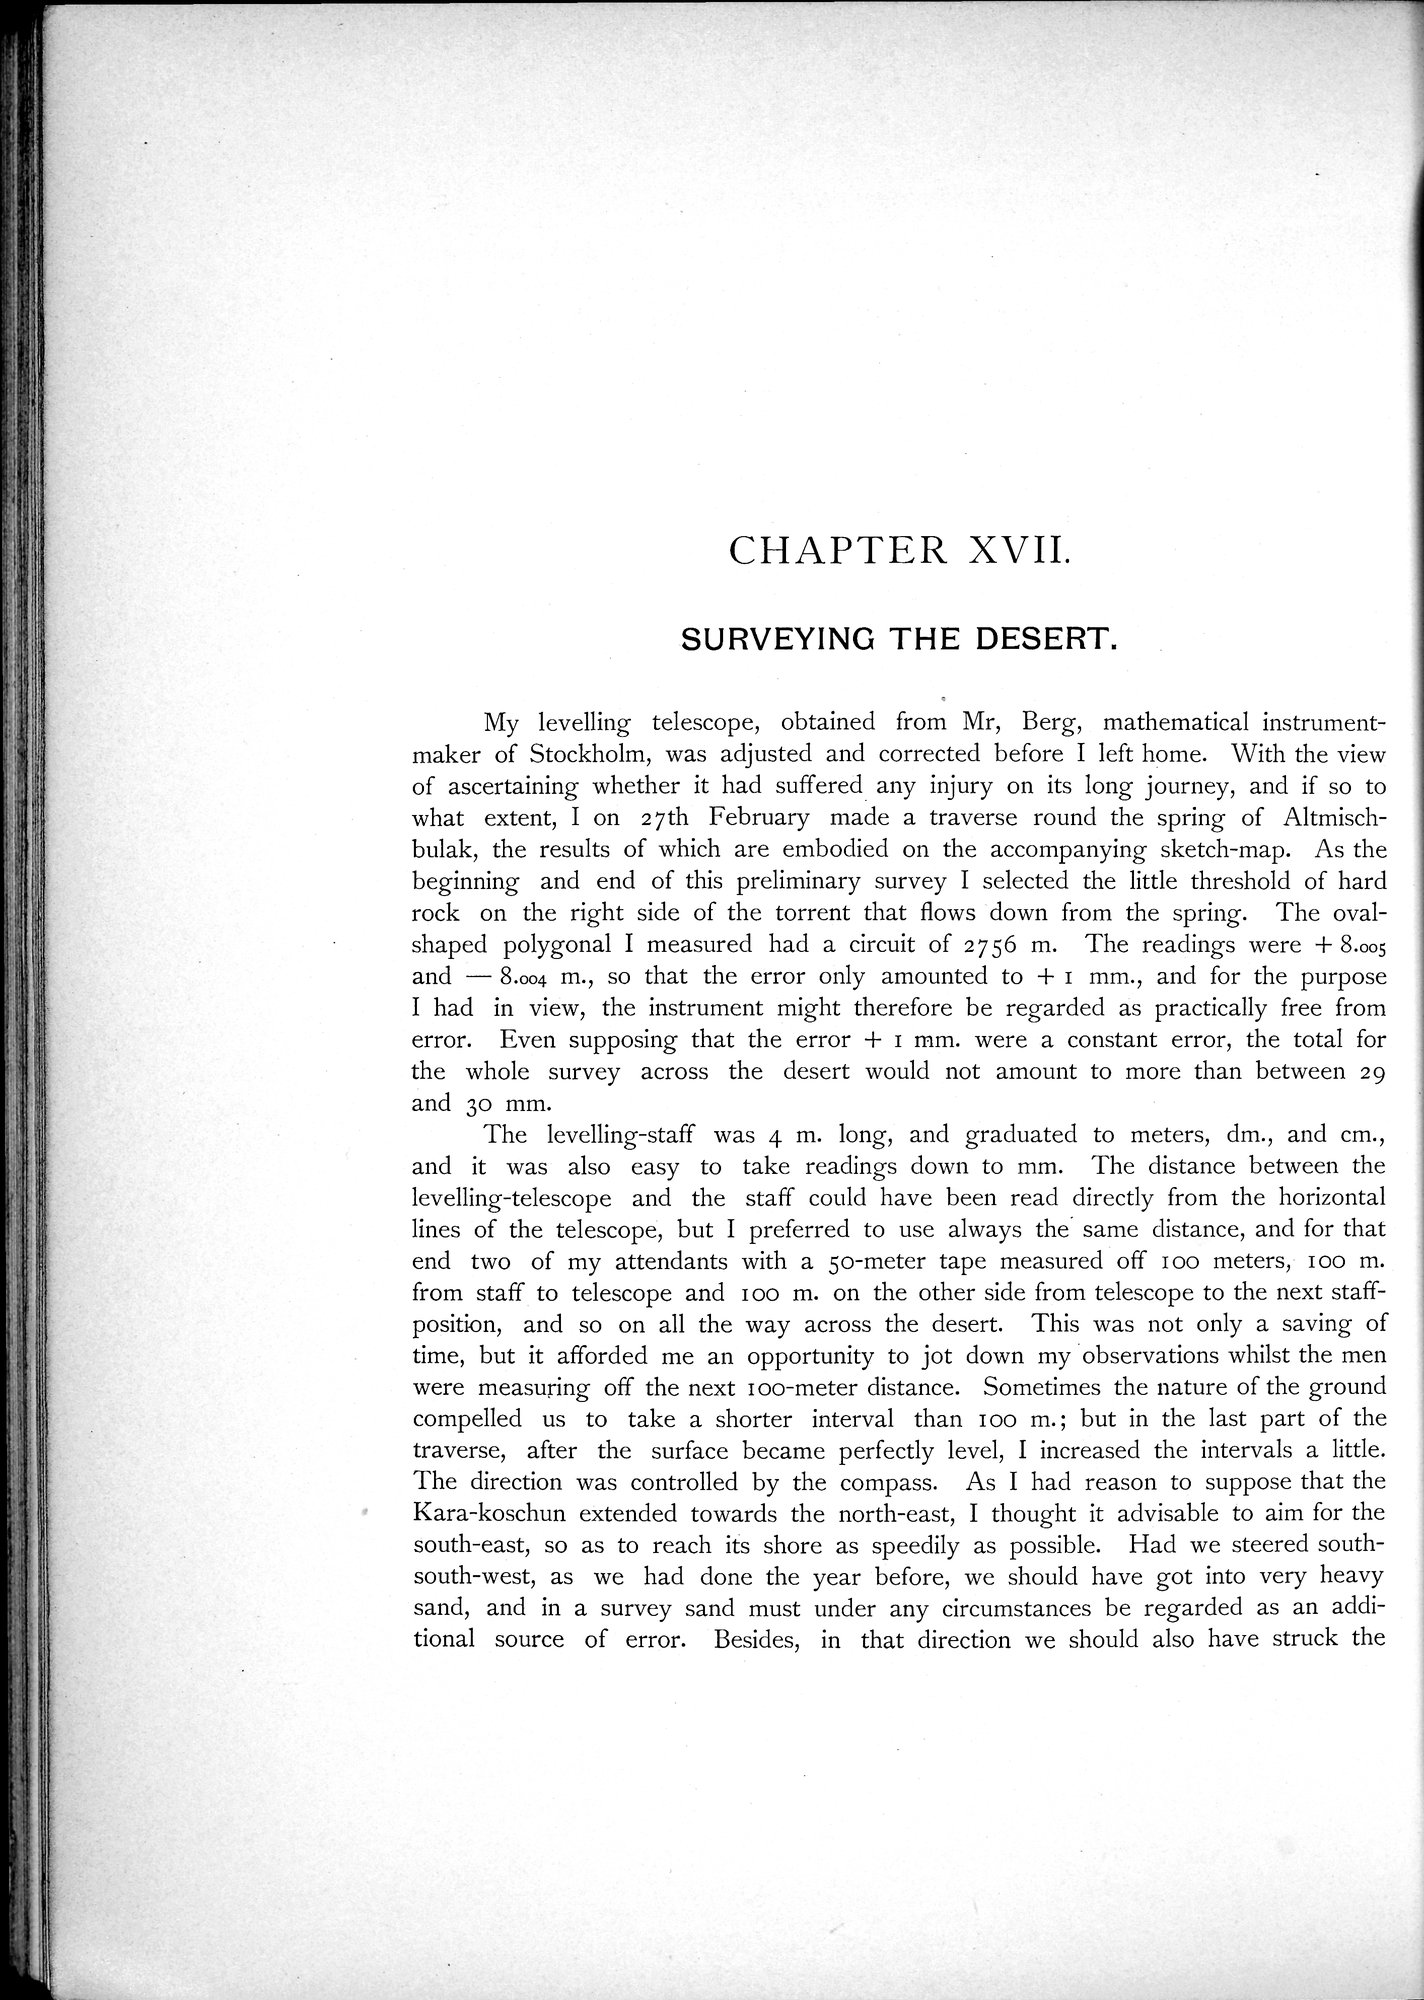 CHAPTER XVII.
SURVEYING THE DESERT.
My levelling telescope, obtained from Mr, Berg, mathematical instrument-
maker of Stockholm, was adjusted and corrected before I left home. With the view
of ascertaining whether it had suffered any injury on its long journey, and if so to
what extent, I on 27th February made a traverse round the spring of Altmisch-
bulak, the results of which are embodied on the accompanying sketch-map. As the
beginning and end of this preliminary survey I selected the little threshold of hard
rock on the right side of the torrent that flows down from the spring. The oval-
shaped polygonal I measured had a circuit of 2756 m. The readings were + 8.005
and — 8.004 m., so that the error only amounted to + 1 mm., and for the purpose
I had in view, the instrument might therefore be regarded as practically free from
error. Even supposing that the error + 1 mm. were a constant error, the total for
the whole survey across the desert would not amount to more than between 29
and 30 mm.
The levelling-staff was 4 m. long, and graduated to meters, dm., and cm.,
and it was also easy to take readings down to mm. The distance between the
levelling-telescope and the staff could have been read directly from the horizontal
lines of the telescope, but I preferred to use always the same distance, and for that
end two of my attendants with a 50-meter tape measured off 100 meters, 100 m.
from staff to telescope and 100 m. on the other side from telescope to the next staff-
position, and so on all the way across the desert. This was not only a saving of
time, but it afforded me an opportunity to jot down my observations whilst the men
were measuring off the next 100-meter distance. Sometimes the nature of the ground
compelled us to take a shorter interval than 100 m.; but in the last part of the
traverse, after the surface became perfectly level, I increased the intervals a little.
The direction was controlled by the compass. As I had reason to suppose that the
Kara-koschun extended towards the north-east, I thought it advisable to aim for the
south-east, so as to reach its shore as speedily as possible. Had we steered south-
south-west, as we had done the year before, we should have got into very heavy
sand, and in a survey sand must under any circumstances be regarded as an addi-
tional source of error. Besides, in that direction we should also have struck the